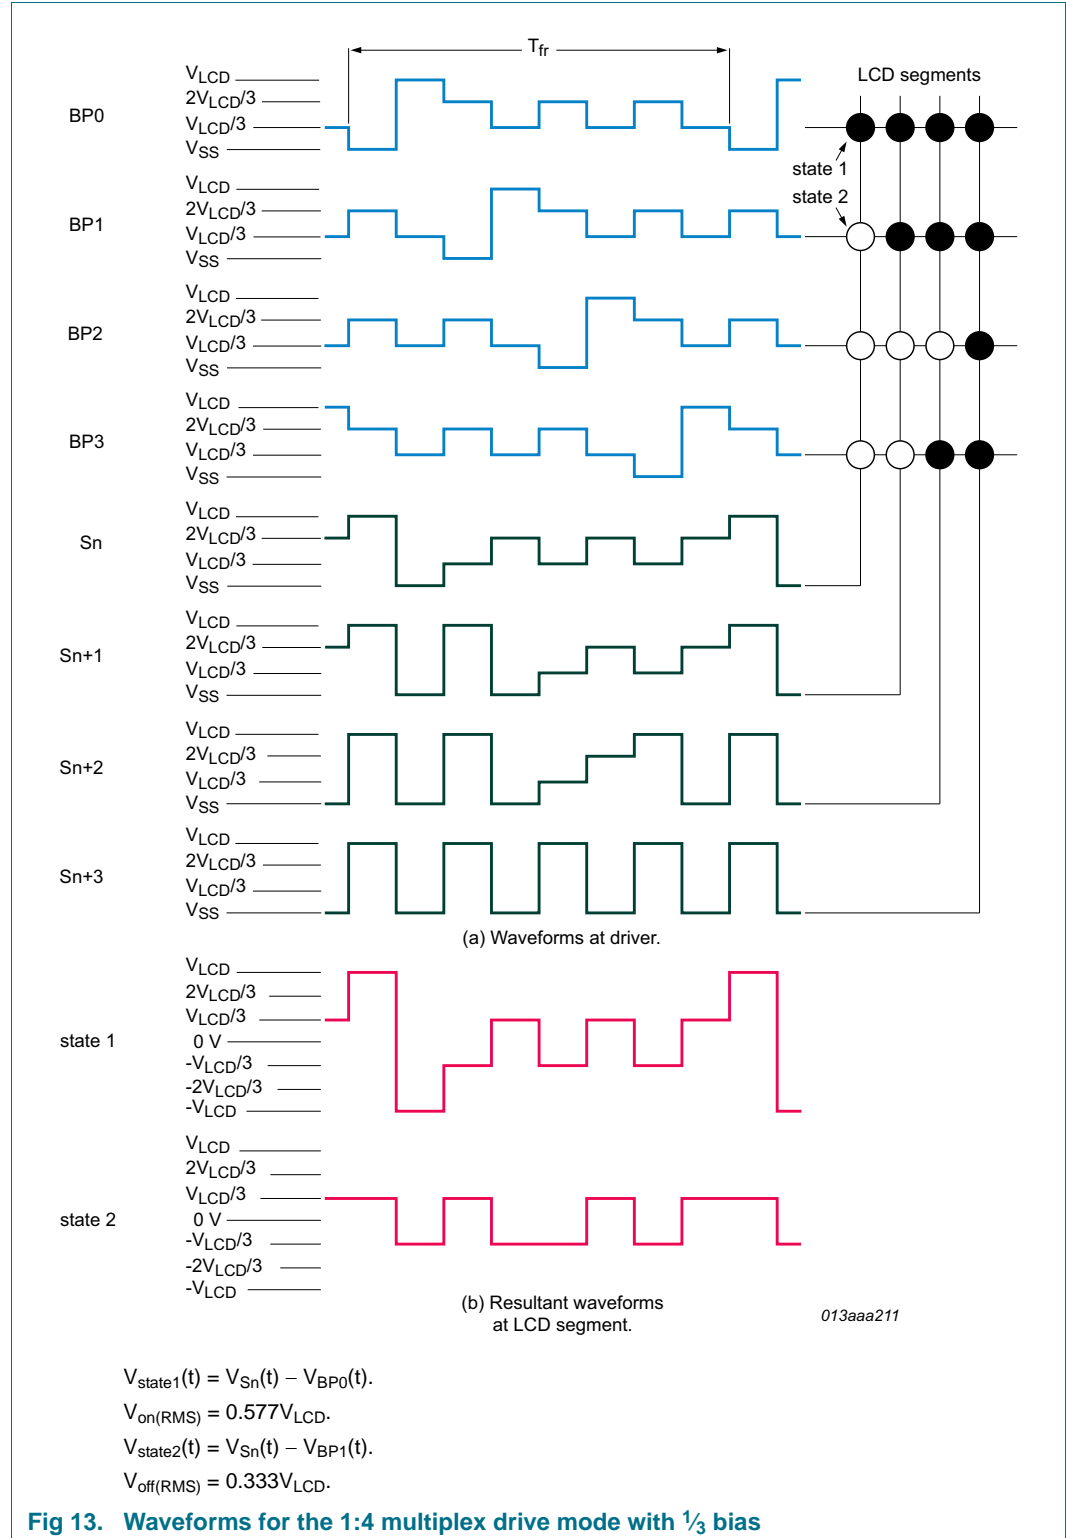 Tfr
LCD segments
BP0
VLCD
2VLCD/3
VLCD/3
VSS
state 1
state 2
BP1
VLCD
2VLCD/3
VLCD/3
VSS
BP2
VLCD
2VLCD/3
VLCD/3
VSS
BP3
VLCD
2VLCD/3
VLCD/3
VSS
Sn
VLCD
2VLCD/3
VLCD/3
VSS
Sn+1
VLCD
2VLCD/3
VLCD/3
VSS
Sn+2
VLCD
2VLCD/3
VLCD/3
VSS
Sn+3
VLCD
2VLCD/3
VLCD/3
VSS
(a) Waveforms at driver.
state 1
VLCD
2VLCD/3
VLCD/3
0 V
-VLCD/3
-2VLCD/3
-VLCD
state 2
VLCD
2VLCD/3
VLCD/3
0 V
-VLCD/3
-2VLCD/3
-VLCD
(b) Resultant waveforms
at LCD segment.
013aaa211
Vstate1(t) = VSn(t) − VBP0(t).
Von(RMS) = 0.577VLCD.
Vstate2(t) = VSn(t) − VBP1(t).
Voff(RMS) = 0.333VLCD.
Fig 13. Waveforms for the 1:4 multiplex drive mode with 1⁄3 bias